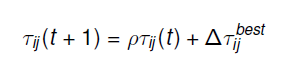 τij(t + 1) = ρτij(t) + Δτij^best